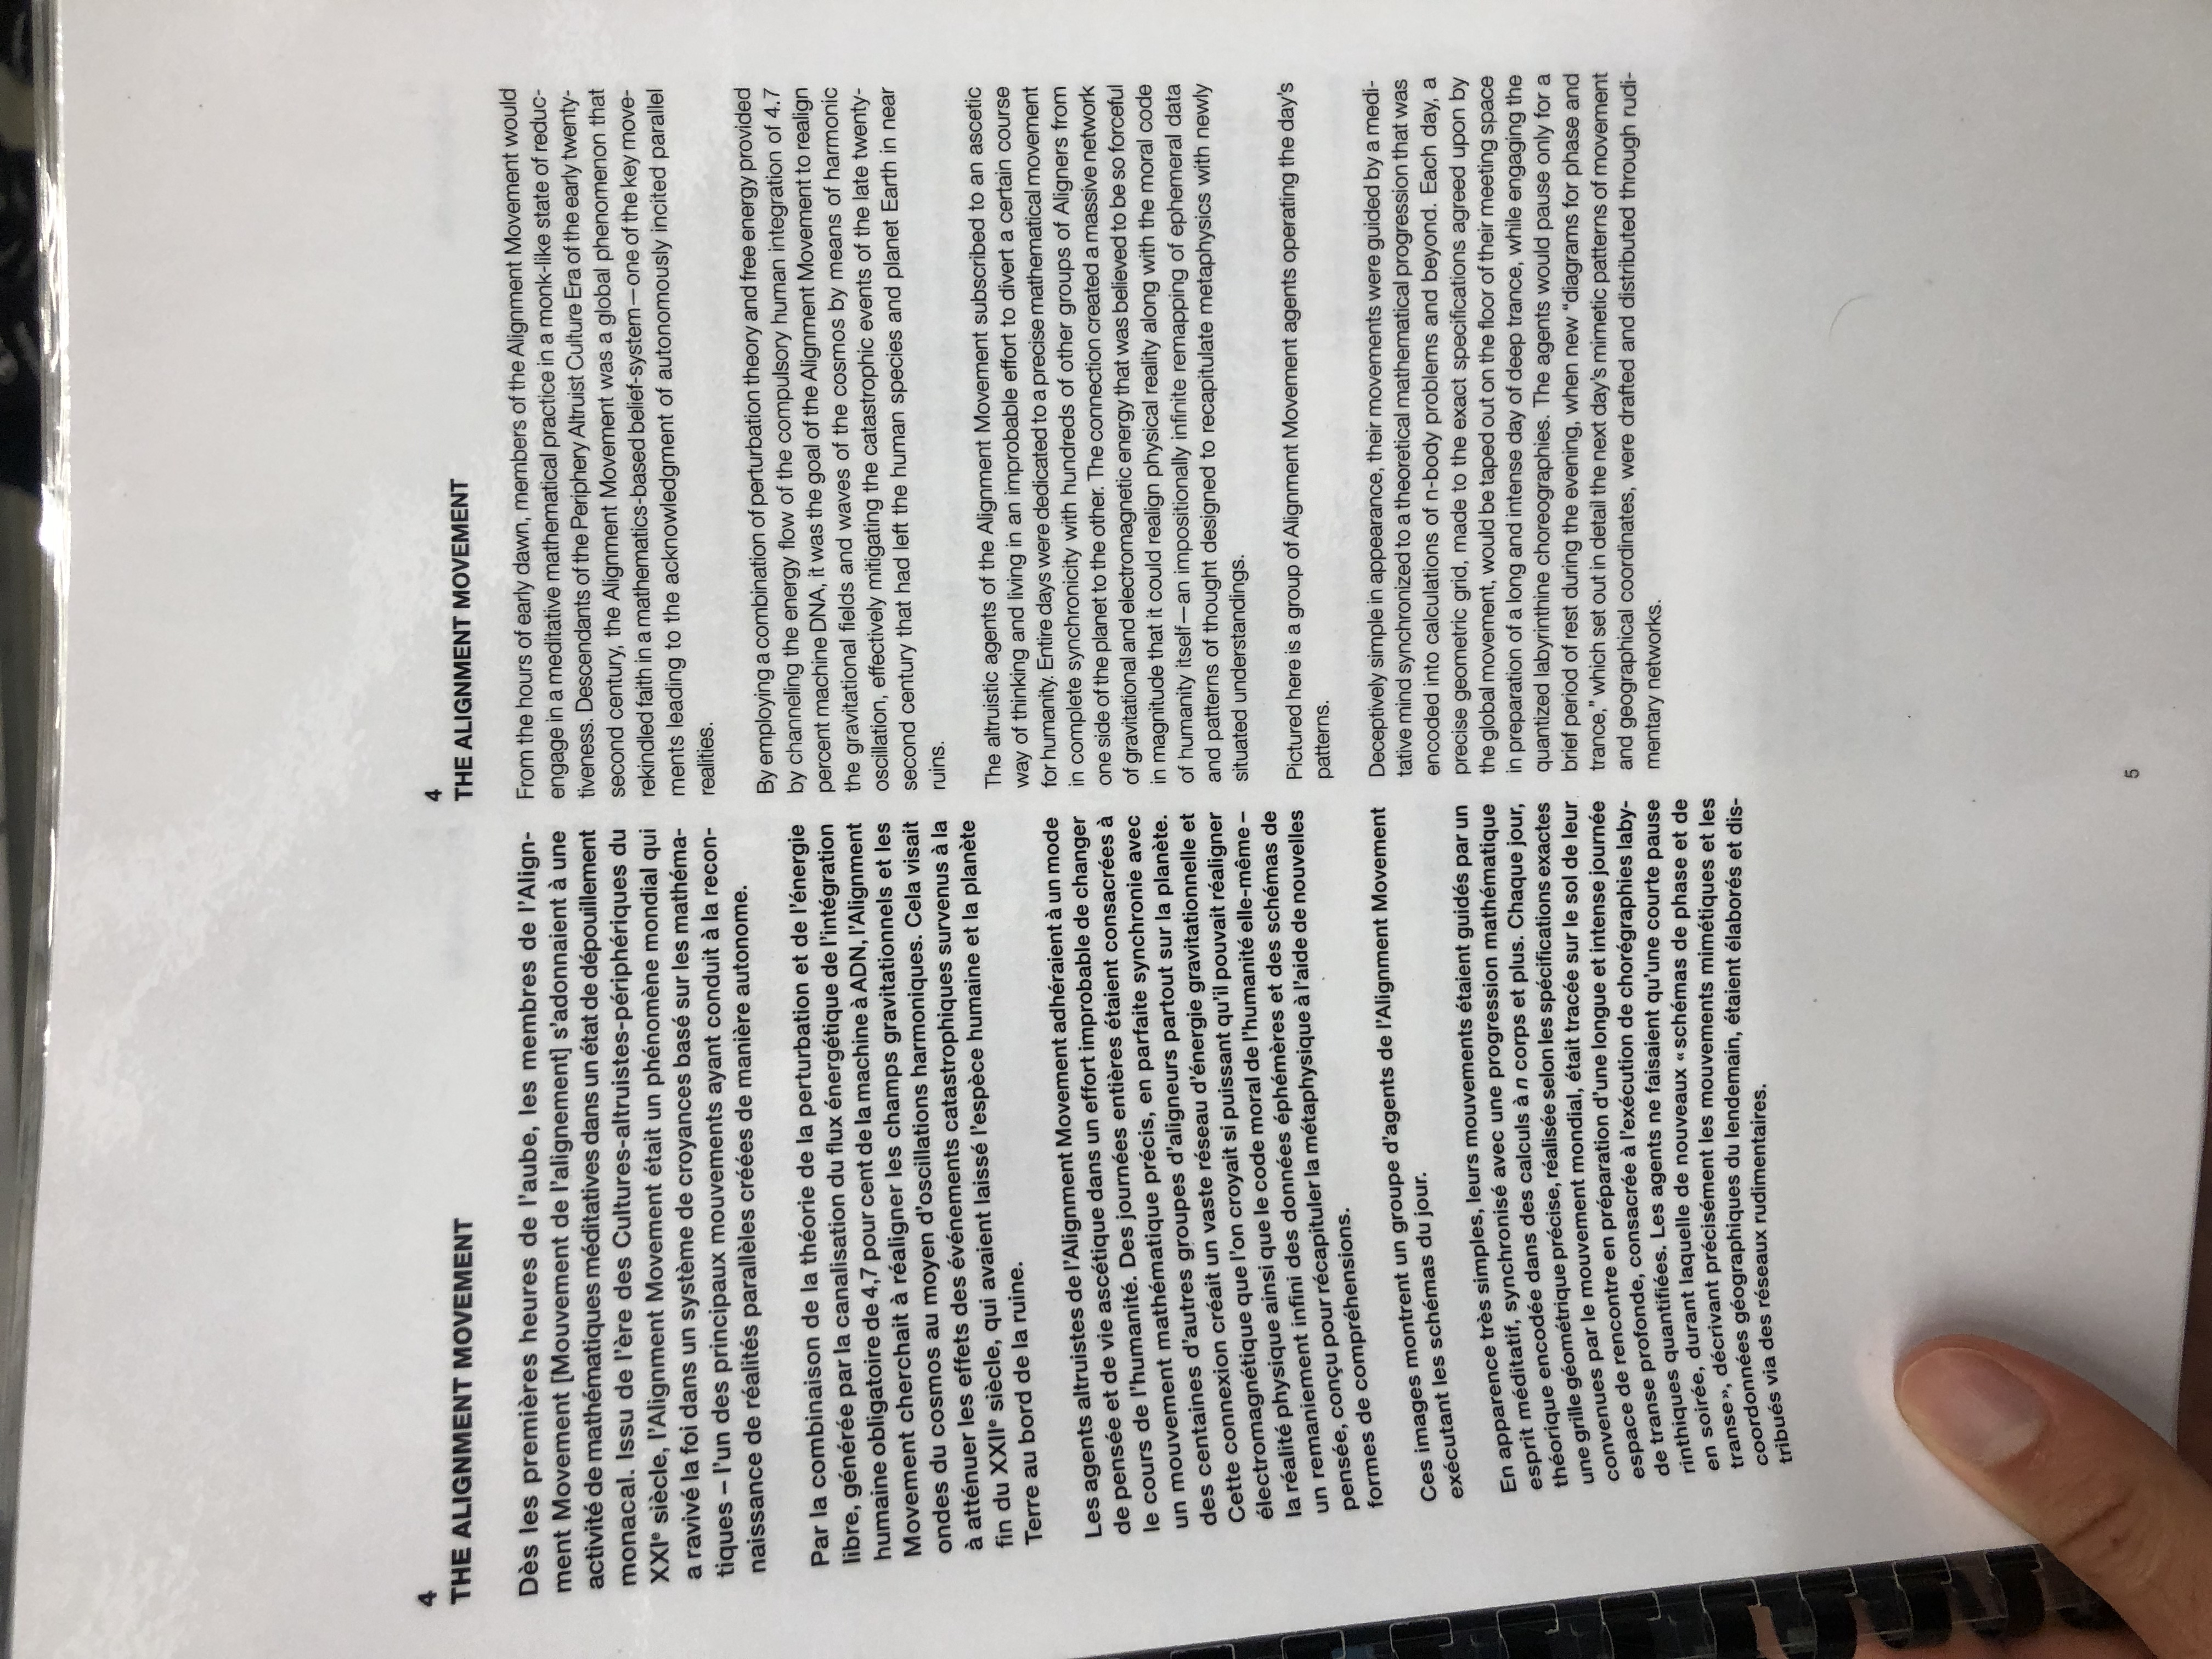 4
THE ALIGNMENT MOVEMENT
Dès les premières heures de l'aube, les membres de l'Align-
ment Movement [Mouvement de l'alignement] s'adonnaient à une
activité de mathématiques méditatives dans un état de dépouillement
monacal. Issu de l'ère des Cultures-altruistes-périphériques du
XXIe siècle, l'Alignment Movement était un phénomène mondial qui
a ravivé la foi dans un système de croyances basé sur les mathéma-
tiques – l'un des principaux mouvements ayant conduit à la recon-
naissance de réalités parallèles créées de manière autonome.
Par la combinaison de la théorie de la perturbation et de l'énergie
libre, générée par la canalisation du flux énergétique de l'intégration
humaine obligatoire de 4,7 pour cent de la machine à ADN, l'Alignment
Movement cherchait à réaligner les champs gravitationnels et les
ondes du cosmos au moyen d'oscillations harmoniques. Cela visait
à atténuer les effets des événements catastrophiques survenus à la
fin du XXIIe siècle, qui avaient laissé l'espèce humaine et la planète
Terre au bord de la ruine.
Les agents altruistes de l'Alignment Movement adhéraient à un mode
de pensée et de vie ascétique dans un effort improbable de changer
le cours de l'humanité. Des journées entières étaient consacrées à
un mouvement mathématique précis, en parfaite synchronie avec
des centaines d'autres groupes d'aligneurs partout sur la planète.
Cette connexion créait un vaste réseau d'énergie gravitationnelle et
électromagnétique que l'on croyait si puissant qu'il pouvait réaligner
la réalité physique ainsi que le code moral de l'humanité elle-même –
un remaniement infini des données éphémères et des schémas de
pensée, conçu pour récapituler la métaphysique à l'aide de nouvelles
formes de compréhensions.
Ces images montrent un groupe d'agents de l'Alignment Movement
exécutant les schémas du jour.
En apparence très simples, leurs mouvements étaient guidés par un
esprit méditatif, synchronisé avec une progression mathématique
théorique encodée dans des calculs à n corps et plus. Chaque jour,
une grille géométrique précise, réalisée selon les spécifications exactes
convenues par le mouvement mondial, était tracée sur le sol de leur
espace de rencontre en préparation d'une longue et intense journée
de transe profonde, consacrée à l'exécution de chorégraphies laby-
rinthiques quantifiées. Les agents ne faisaient qu'une courte pause
en soirée, durant laquelle de nouveaux « schémas de phase et de
transe », décrivant précisément les mouvements mimétiques et les
coordonnées géographiques du lendemain, étaient élaborés et dis-
tribués via des réseaux rudimentaires.
4
THE ALIGNMENT MOVEMENT
From the hours of early dawn, members of the Alignment Movement would
engage in a meditative mathematical practice in a monk-like state of reduc-
tiveness. Descendants of the Periphery Altruist Culture Era of the early twenty-
second century, the Alignment Movement was a global phenomenon that
rekindled faith in a mathematics-based belief-system—one of the key move-
ments leading to the acknowledgment of autonomously incited parallel
realities.
By employing a combination of perturbation theory and free energy provided
by channeling the energy flow of the compulsory human integration of 4.7
percent machine DNA, it was the goal of the Alignment Movement to realign
the gravitational fields and waves of the cosmos by means of harmonic
oscillation, effectively mitigating the catastrophic events of the late twenty-
second century that had left the human species and planet Earth in near
ruins.
The altruistic agents of the Alignment Movement subscribed to an ascetic
way of thinking and living in an improbable effort to divert a certain course
for humanity. Entire days were dedicated to a precise mathematical movement
in complete synchronicity with hundreds of other groups of Aligners from
one side of the planet to the other. The connection created a massive network
of gravitational and electromagnetic energy that was believed to be so forceful
in magnitude that it could realign physical reality along with the moral code
of humanity itself—an impositionally infinite remapping of ephemeral data
and patterns of thought designed to recapitulate metaphysics with newly
situated understandings.
Pictured here is a group of Alignment Movement agents operating the day's
patterns.
Deceptively simple in appearance, their movements were guided by a medi-
tative mind synchronized to a theoretical mathematical progression that was
encoded into calculations of n-body problems and beyond. Each day, a
precise geometric grid, made to the exact specifications agreed upon by
the global movement, would be taped out on the floor of their meeting space
in preparation of a long and intense day of deep trance, while engaging the
quantized labyrinthine choreographies. The agents would pause only for a
brief period of rest during the evening, when new “diagrams for phase and
trance,” which set out in detail the next day's mimetic patterns of movement
and geographical coordinates, were drafted and distributed through rudi-
mentary networks.
5